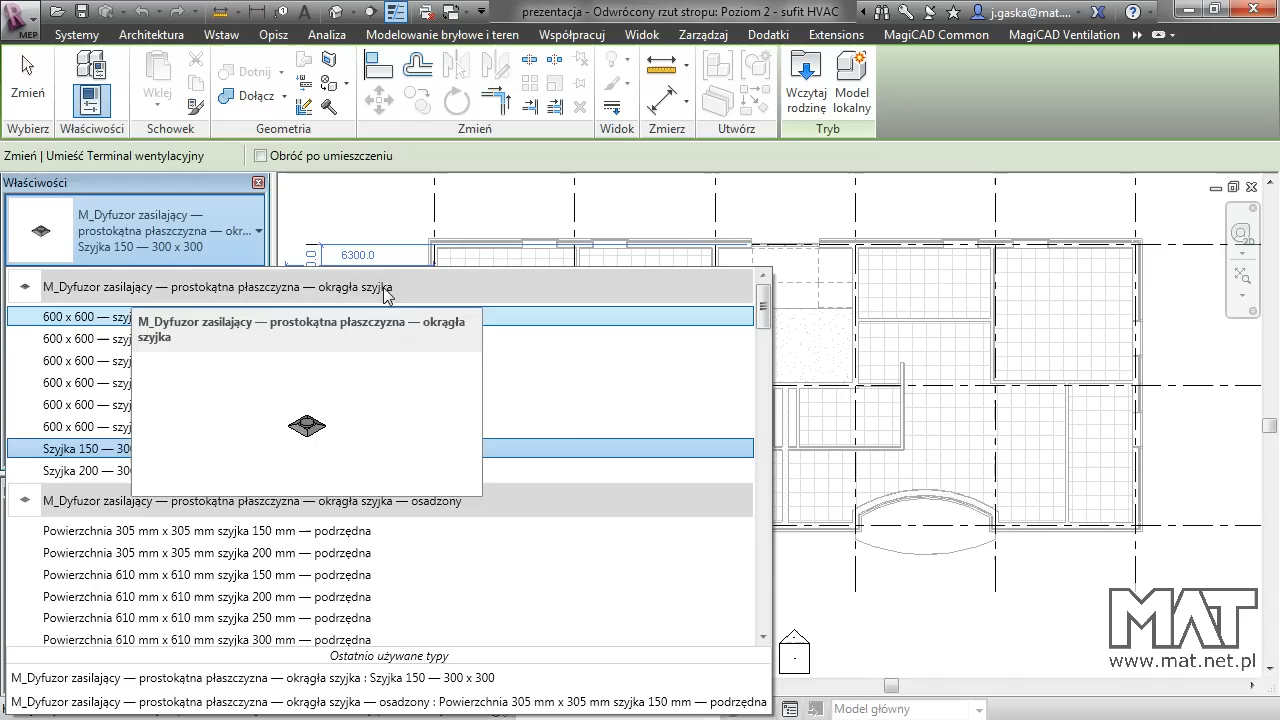 prezentacja - Odwrócony rzut stropu: Poziom 2 - sufit HVAC
j.gaska@mat....
MEP
Systemy Architektura Wstaw Opisz Analiza Modelowanie bryłowe i teren Współpracuj Widok Zarządzaj Dodatki Extensions MagiCAD Common MagiCAD Ventilation
Zmień
Wklej
Dotnij
Dołącz
Wczytaj rodzinę
Model lokalny
Wybierz Właściwości Schowek Geometria Zmień Widok Zmierz Utwórz Tryb
Zmień | Umieść Terminal wentylacyjny
Obróć po umieszczeniu
Właściwości
M_Dyfuzor zasilający —
prostokątna płaszczyzna — okr...
Szyjka 150 — 300 x 300
6300.0
2D
M_Dyfuzor zasilający — prostokątna płaszczyzna — okrągła szyjka
600 x 600 — szyj
600 x 600 — szyj
600 x 600 — szyj
600 x 600 — szyj
600 x 600 — szyj
600 x 600 — szyj
Szyjka 150 — 300
Szyjka 200 — 300
M_Dyfuzor zasilający — prostokątna płaszczyzna — okrągła
szyjka
M_Dyfuzor zasilający — prostokątna płaszczyzna — okrągła szyjka — osadzony
Powierzchnia 305 mm x 305 mm szyjka 150 mm — podrzędna
Powierzchnia 305 mm x 305 mm szyjka 200 mm — podrzędna
Powierzchnia 610 mm x 610 mm szyjka 150 mm — podrzędna
Powierzchnia 610 mm x 610 mm szyjka 200 mm — podrzędna
Powierzchnia 610 mm x 610 mm szyjka 250 mm — podrzędna
Powierzchnia 610 mm x 610 mm szyjka 300 mm — podrzędna
Ostatnio używane typy
M_Dyfuzor zasilający — prostokątna płaszczyzna — okrągła szyjka : Szyjka 150 — 300 x 300
M_Dyfuzor zasilający — prostokątna płaszczyzna — okrągła szyjka — osadzony : Powierzchnia 305 mm x 305 mm szyjka 150 mm — podrzędna
MAT
www.mat.net.pl
Model główny